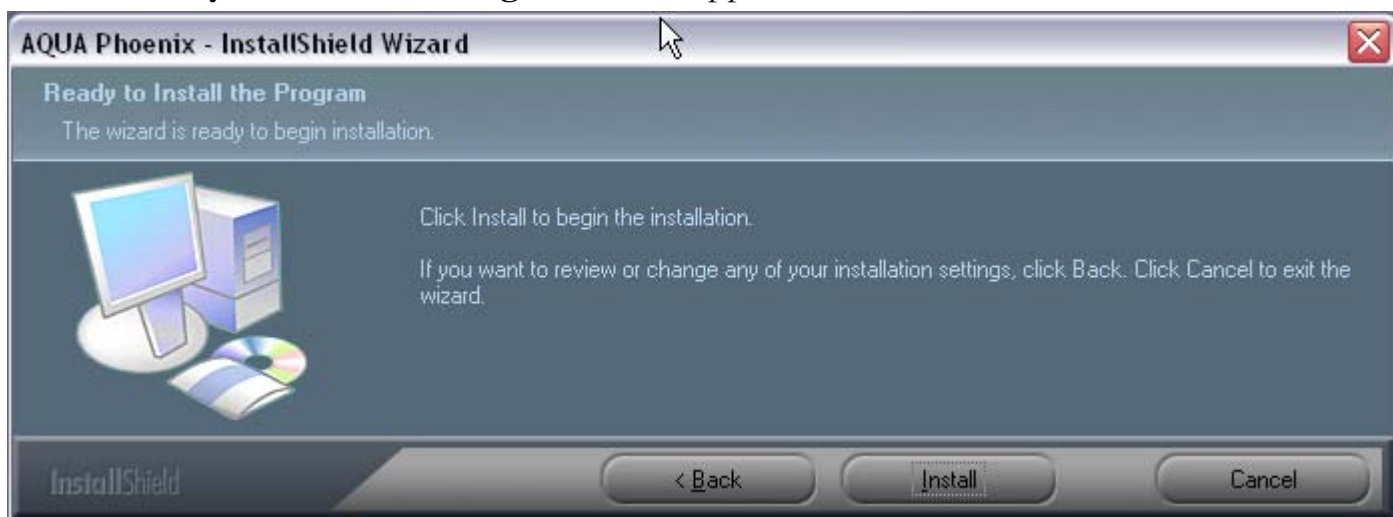 AQUA Phoenix - InstallShield Wizard
Ready to Install the Program
The wizard is ready to begin installation.
Click Install to begin the installation.
If you want to review or change any of your installation settings, click Back. Click Cancel to exit the
wizard.
InstallShield
< Back
Install
Cancel